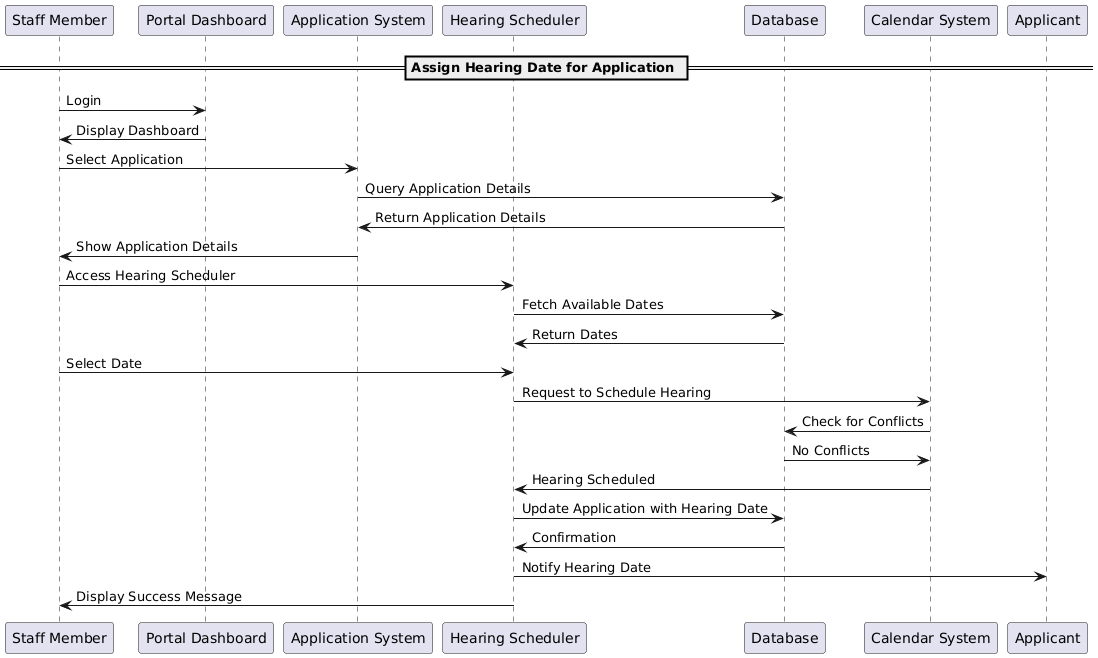 Staff Member Portal Dashboard Application System Hearing Scheduler Database Calendar System Applicant
Assign Hearing Date for Application
Login
Display Dashboard
Select Application
Query Application Details
Return Application Details
Show Application Details
Access Hearing Scheduler
Fetch Available Dates
Return Dates
Select Date
Request to Schedule Hearing
Check for Conflicts
No Conflicts
Hearing Scheduled
Update Application with Hearing Date
Confirmation
Notify Hearing Date
Display Success Message
Staff Member Portal Dashboard Application System Hearing Scheduler Database Calendar System Applicant